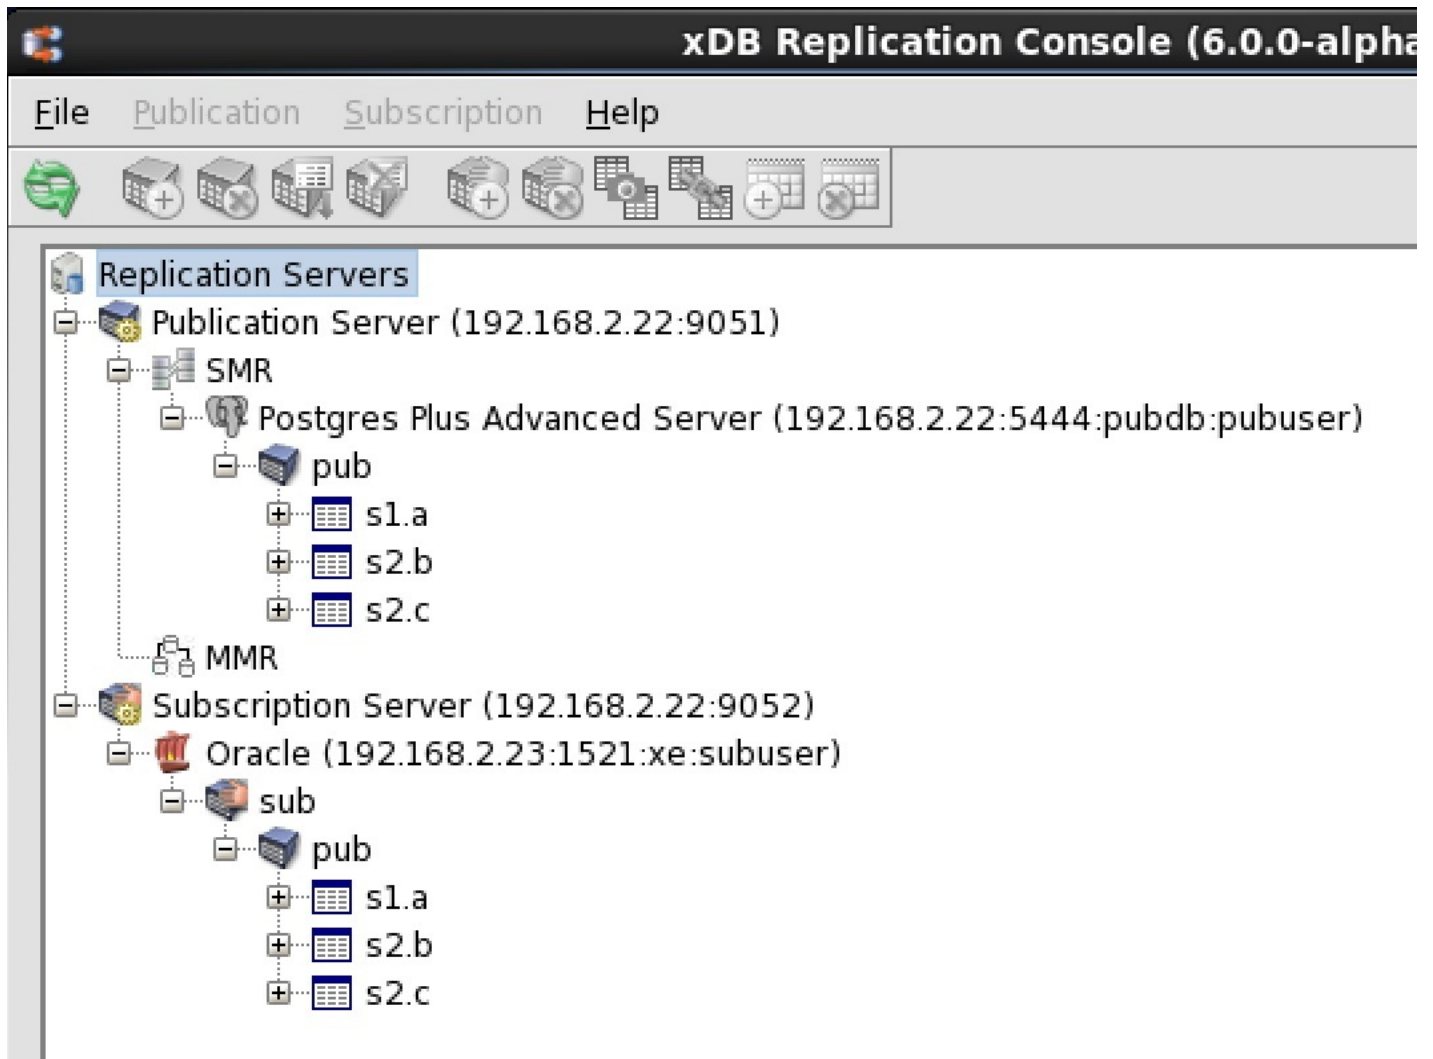 xDB Replication Console (6.0.0-alpha
File Publication Subscription Help
Replication Servers
Publication Server (192.168.2.22:9051)
SMR
Postgres Plus Advanced Server (192.168.2.22:5444:pubdb:pubuser)
pub
s1.a
s2.b
s2.c
MMR
Subscription Server (192.168.2.22:9052)
Oracle (192.168.2.23:1521:xe:subuser)
sub
pub
s1.a
s2.b
s2.c